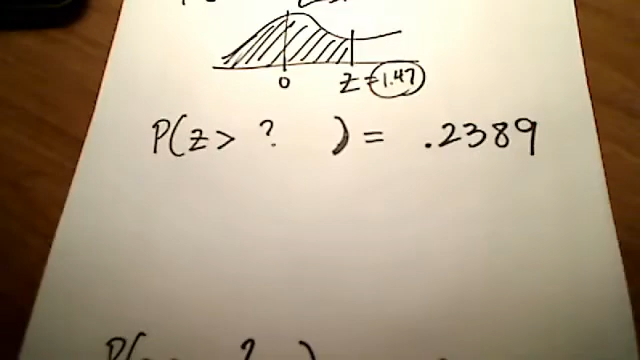 0 z = 1.47
P(z > ? ) = .2389
P( ? )